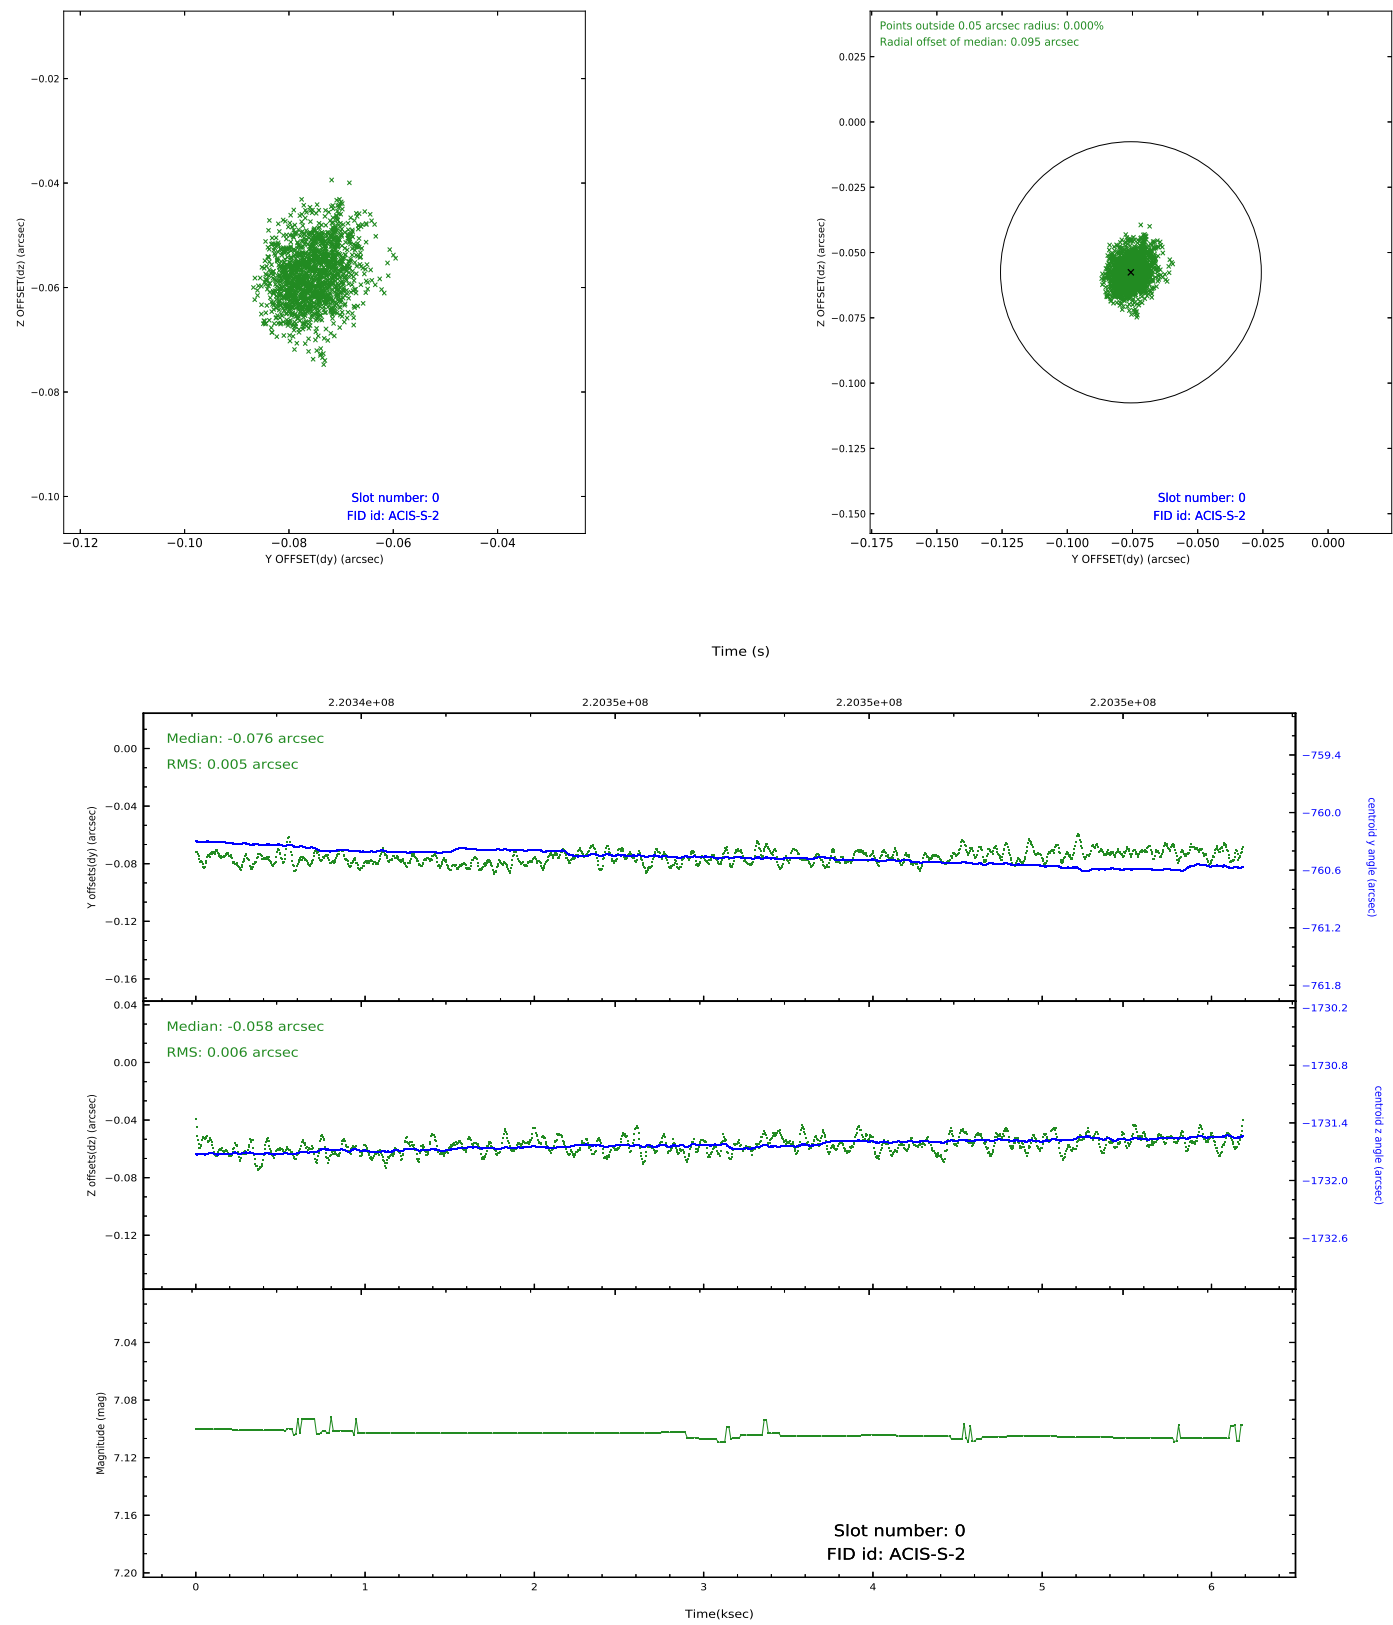 −0.02
−0.04
−0.06
−0.08
−0.10
Z OFFSET(dz) (arcsec)
Slot number: 0
FID id: ACIS-S-2
−0.12
−0.10
−0.08
−0.06
−0.04
Y OFFSET(dy) (arcsec)
Points outside 0.05 arcsec radius: 0.000%
Radial offset of median: 0.095 arcsec
0.025
0.000
−0.025
−0.050
−0.075
−0.100
−0.125
−0.150
Z OFFSET(dz) (arcsec)
Slot number: 0
FID id: ACIS-S-2
−0.175
−0.150
−0.125
−0.100
−0.075
−0.050
−0.025
0.000
Y OFFSET(dy) (arcsec)
Time (s)
2.2034e+08
2.2035e+08
2.2035e+08
2.2035e+08
Median: -0.076 arcsec
RMS: 0.005 arcsec
0.00
−0.04
−0.08
−0.12
−0.16
Y offsets(dy) (arcsec)
−759.4
−760.0
−760.6
−761.2
−761.8
centroid y angle (arcsec)
Median: -0.058 arcsec
RMS: 0.006 arcsec
0.04
0.00
−0.04
−0.08
−0.12
Z offsets(dz) (arcsec)
−1730.2
−1730.8
−1731.4
−1732.0
−1732.6
centroid z angle (arcsec)
7.04
7.08
7.12
7.16
7.20
Magnitude (mag)
Slot number: 0
FID id: ACIS-S-2
0
1
2
3
4
5
6
Time(ksec)